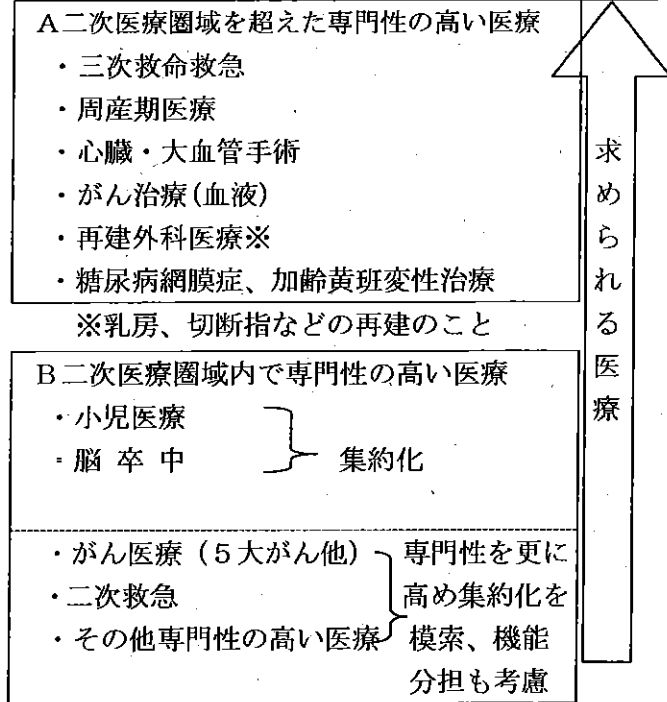 A二次医療圏域を超えた専門性の高い医療
・三次救命救急
・周産期医療
・心臓・大血管手術
・がん治療(血液)
・再建外科医療※
・糖尿病網膜症、加齢黄斑変性治療
※乳房、切断指などの再建のこと
B二次医療圏域内で専門性の高い医療
・小児医療
・脳卒中
集約化
・がん医療(5大がん他)
・二次救急
・その他専門性の高い医療
専門性を更に
高め集約化を
模索、機能
分担も考慮
求められる医療